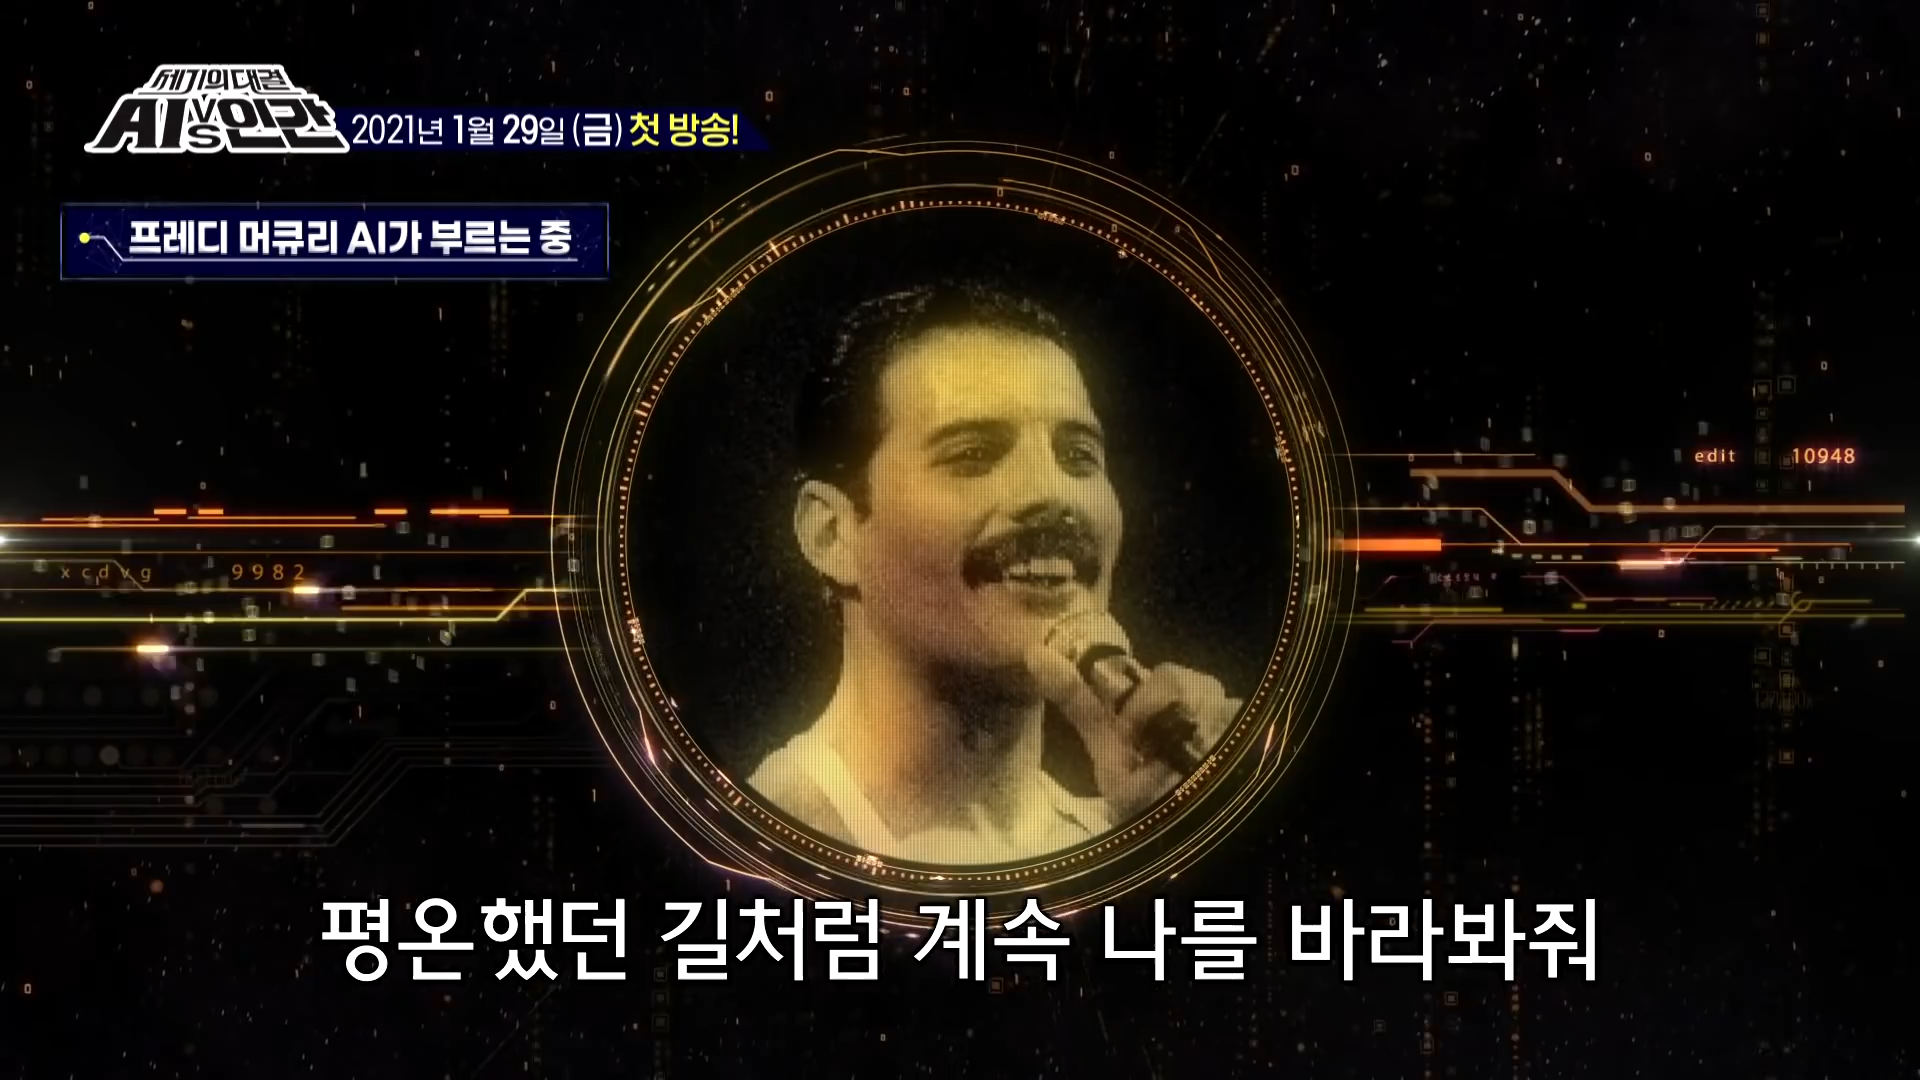 세기의 대결
AI VS 인간
2021년 1월 29일 (금) 첫 방송!
프레디 머큐리 AI가 부르는 중
edit 10948
xcdvg 9982
평온했던 길처럼 계속 나를 바라봐줘